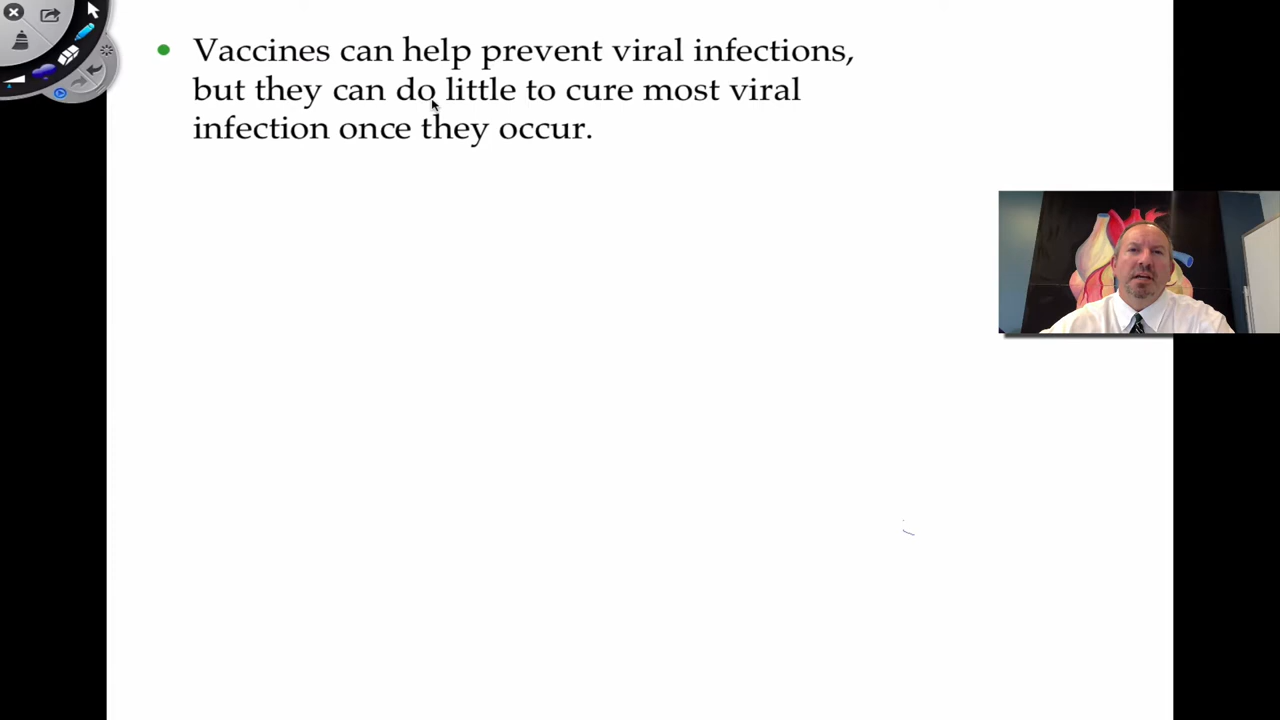 Vaccines can help prevent viral infections,
but they can do little to cure most viral
infection once they occur.